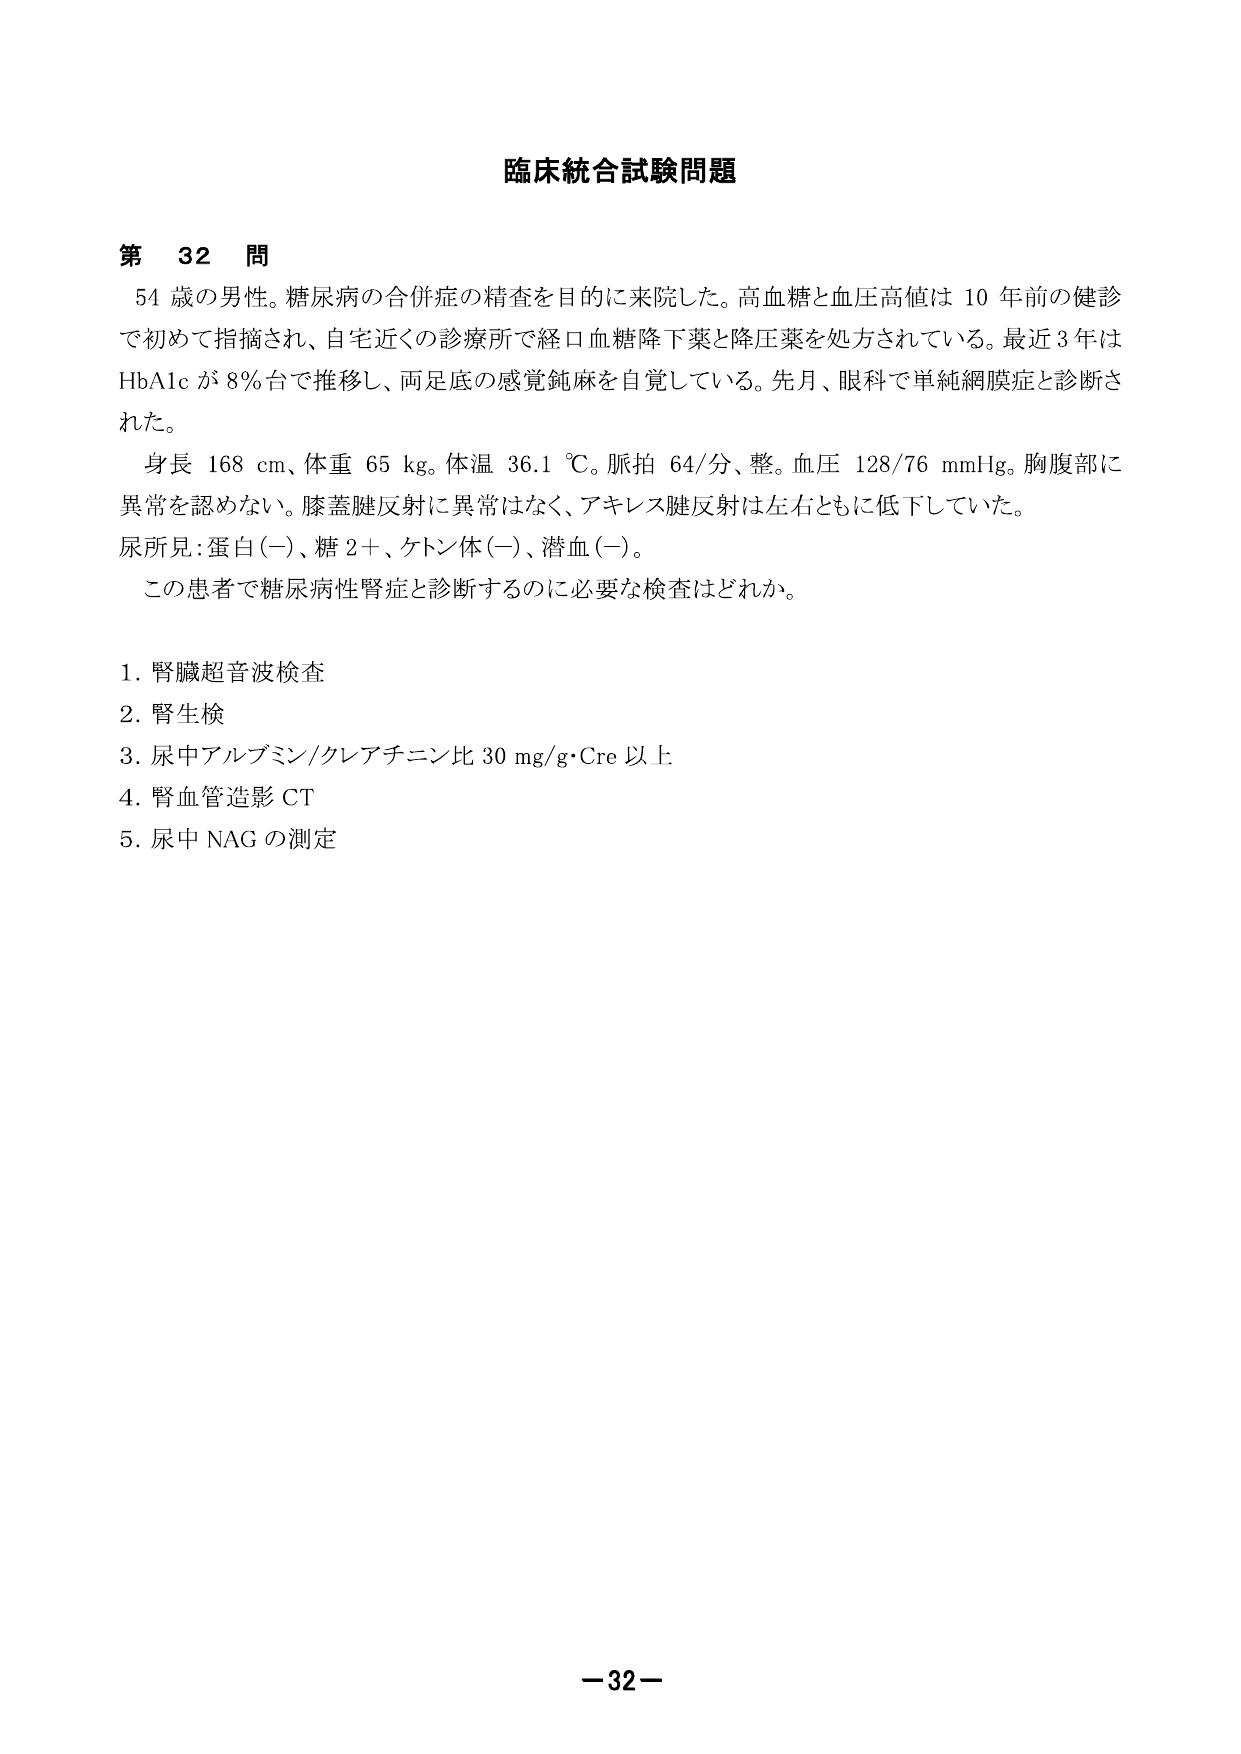 臨床統合試験問題
第 32 問
54 歳の男性。糖尿病の合併症の精査を目的に来院した。高血糖と血圧高値は 10 年前の健診
で初めて指摘され、自宅近くの診療所で経口血糖降下薬と降圧薬を処方されている。最近3年は
HbA1c が 8%台で推移し、両足底の感覚鈍麻を自覚している。先月、眼科で単純網膜症と診断さ
れた。
身長 168 cm、体重 65 kg。体温 36.1 ℃。脈拍 64/分、整。血圧 128/76 mmHg。胸腹部に
異常を認めない。膝蓋腱反射に異常はなく、アキレス腱反射は左右ともに低下していた。
尿所見:蛋白(－)、糖 2＋、ケトン体(－)、潜血(－)。
この患者で糖尿病性腎症と診断するのに必要な検査はどれか。
1. 腎臓超音波検査
2. 腎生検
3. 尿中アルブミン/クレアチニン比 30 mg/g・Cre 以上
4. 腎血管造影 CT
5. 尿中 NAG の測定
－32－